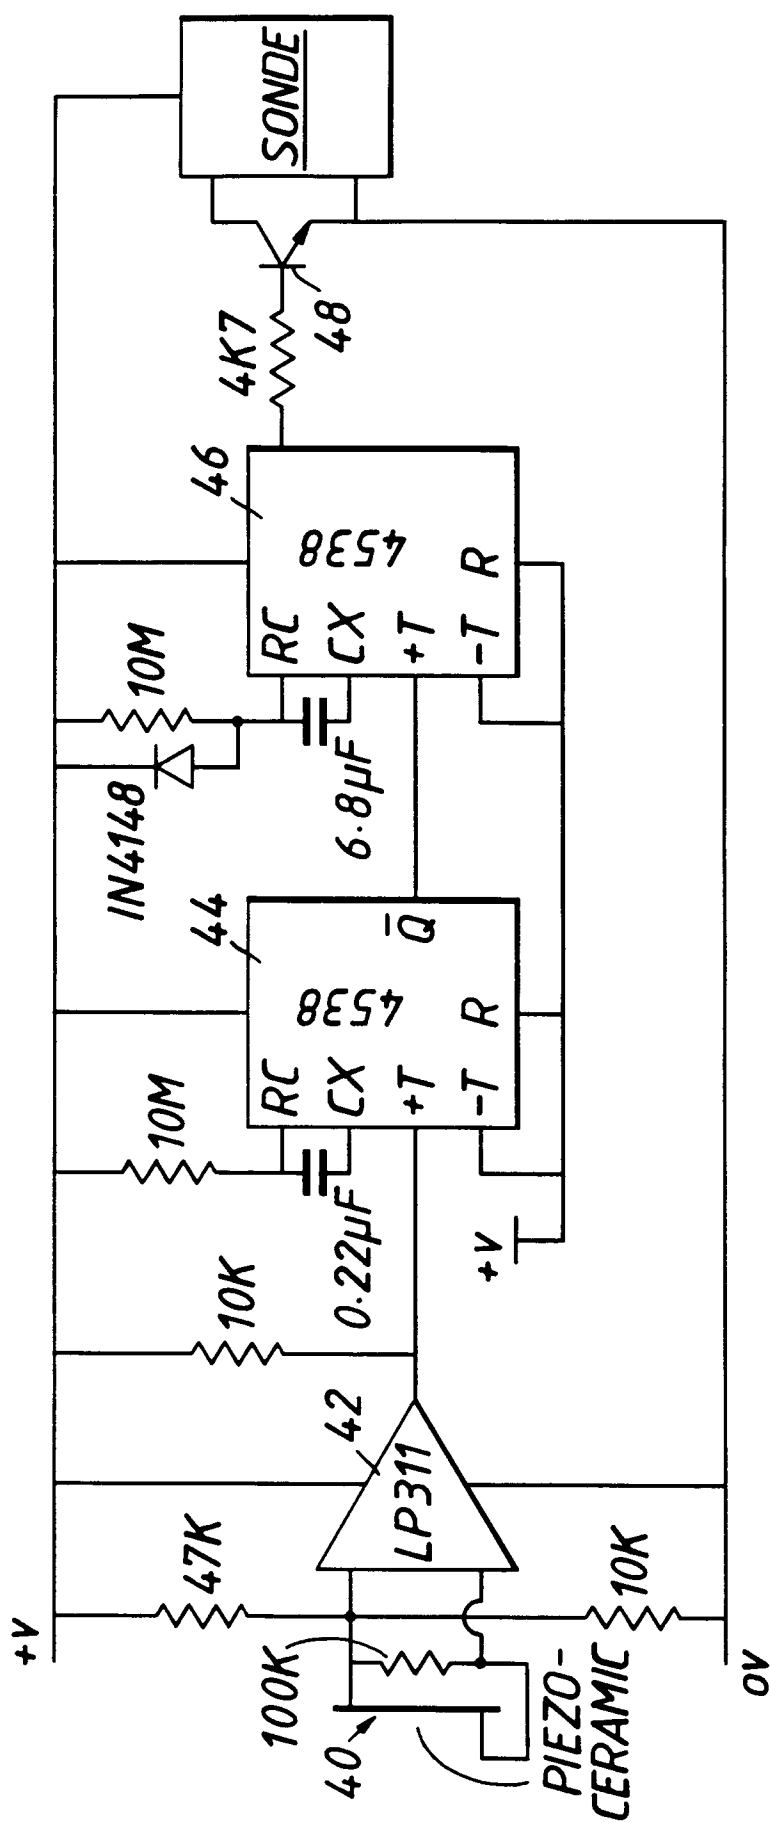 +V
47K
100K
40
PIEZO-
CERAMIC
10K
0V
42
LP311
10K
10M
0.22µF
+V
44
RC
CX
+T
-T
R
4538
Q̅
IN4148
10M
6.8µF
46
RC
CX
+T
-T
R
4538
4K7
48
SONDE